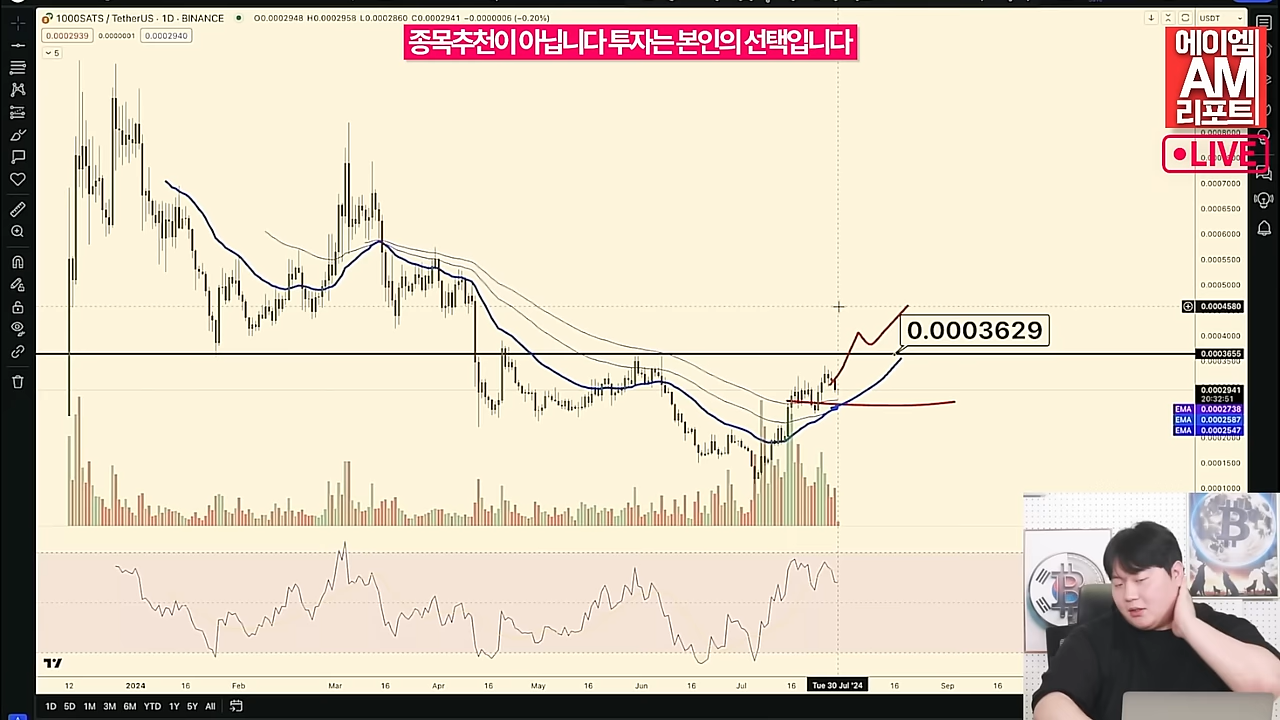 1000SATS / TetherUS · 1D · BINANCE
O0.0002948 H0.0002958 L0.0002860 C0.0002941 −0.0000006 (−0.20%)
USDT
0.0002939
0.0000001
0.0002940
5
종목추천이 아닙니다 투자는 본인의 선택입니다
에이엠
AM
리포트
LIVE
0.0008000
0.0007000
0.0006500
0.0006000
0.0005500
0.0005000
0.0004580
0.0004000
0.0003629
0.0003655
0.0002941
20:32:51
EMA 0.0002738
EMA 0.0002587
EMA 0.0002547
0.0002000
0.0001500
0.0001000
12 2024 16 Feb Mar 16 Apr 16 May 16 Jun 16 Jul 16 Tue 30 Jul '24 16 Sep 16
1D 5D 1M 3M 6M YTD 1Y 5Y All